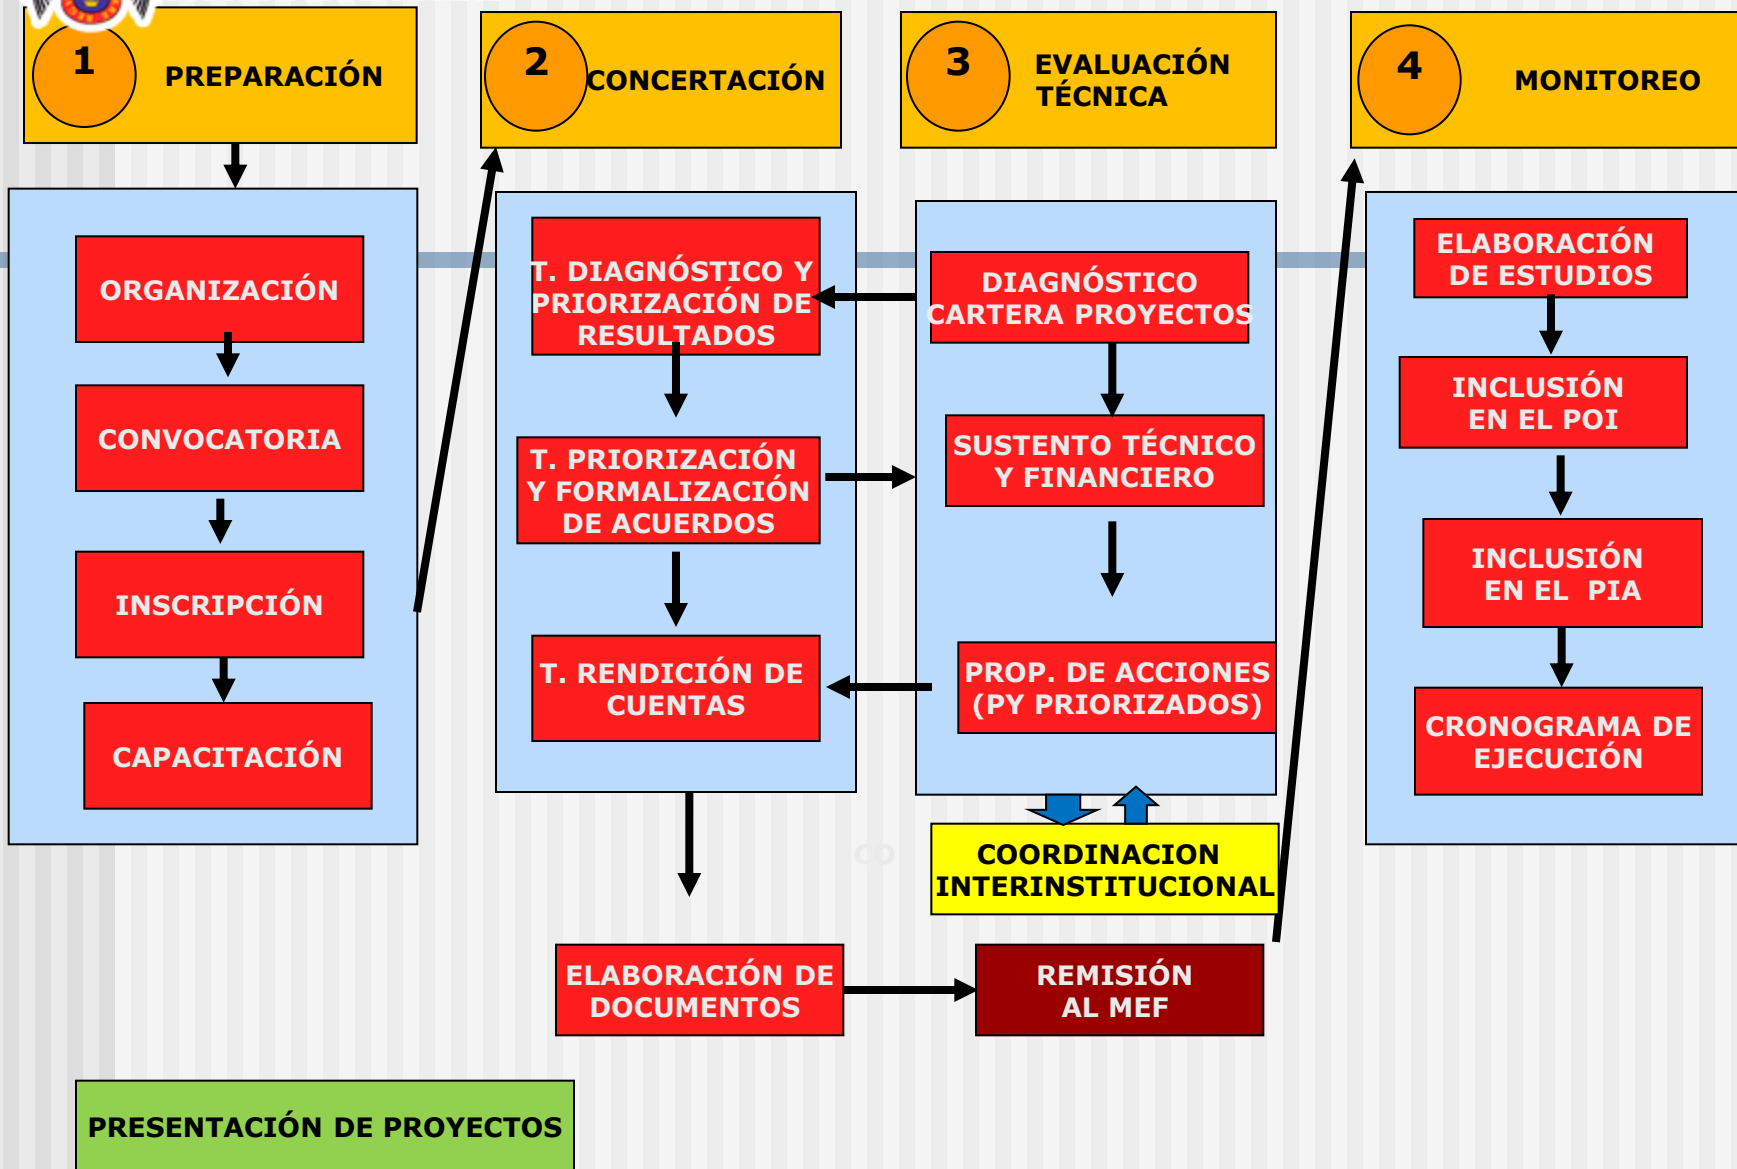 1
PREPARACIÓN
ORGANIZACIÓN
CONVOCATORIA
INSCRIPCIÓN
CAPACITACIÓN
2
CONCERTACIÓN
T. DIAGNÓSTICO Y
PRIORIZACIÓN DE
RESULTADOS
T. PRIORIZACIÓN
Y FORMALIZACIÓN
DE ACUERDOS
T. RENDICIÓN DE
CUENTAS
3
EVALUACIÓN
TÉCNICA
DIAGNÓSTICO
CARTERA PROYECTOS
SUSTENTO TÉCNICO
Y FINANCIERO
PROP. DE ACCIONES
(PY PRIORIZADOS)
CO
COORDINACION
INTERINSTITUCIONAL
ELABORACIÓN DE
DOCUMENTOS
REMISIÓN
AL MEF
4
MONITOREO
ELABORACIÓN
DE ESTUDIOS
INCLUSIÓN
EN EL POI
INCLUSIÓN
EN EL PIA
CRONOGRAMA DE
EJECUCIÓN
PRESENTACIÓN DE PROYECTOS